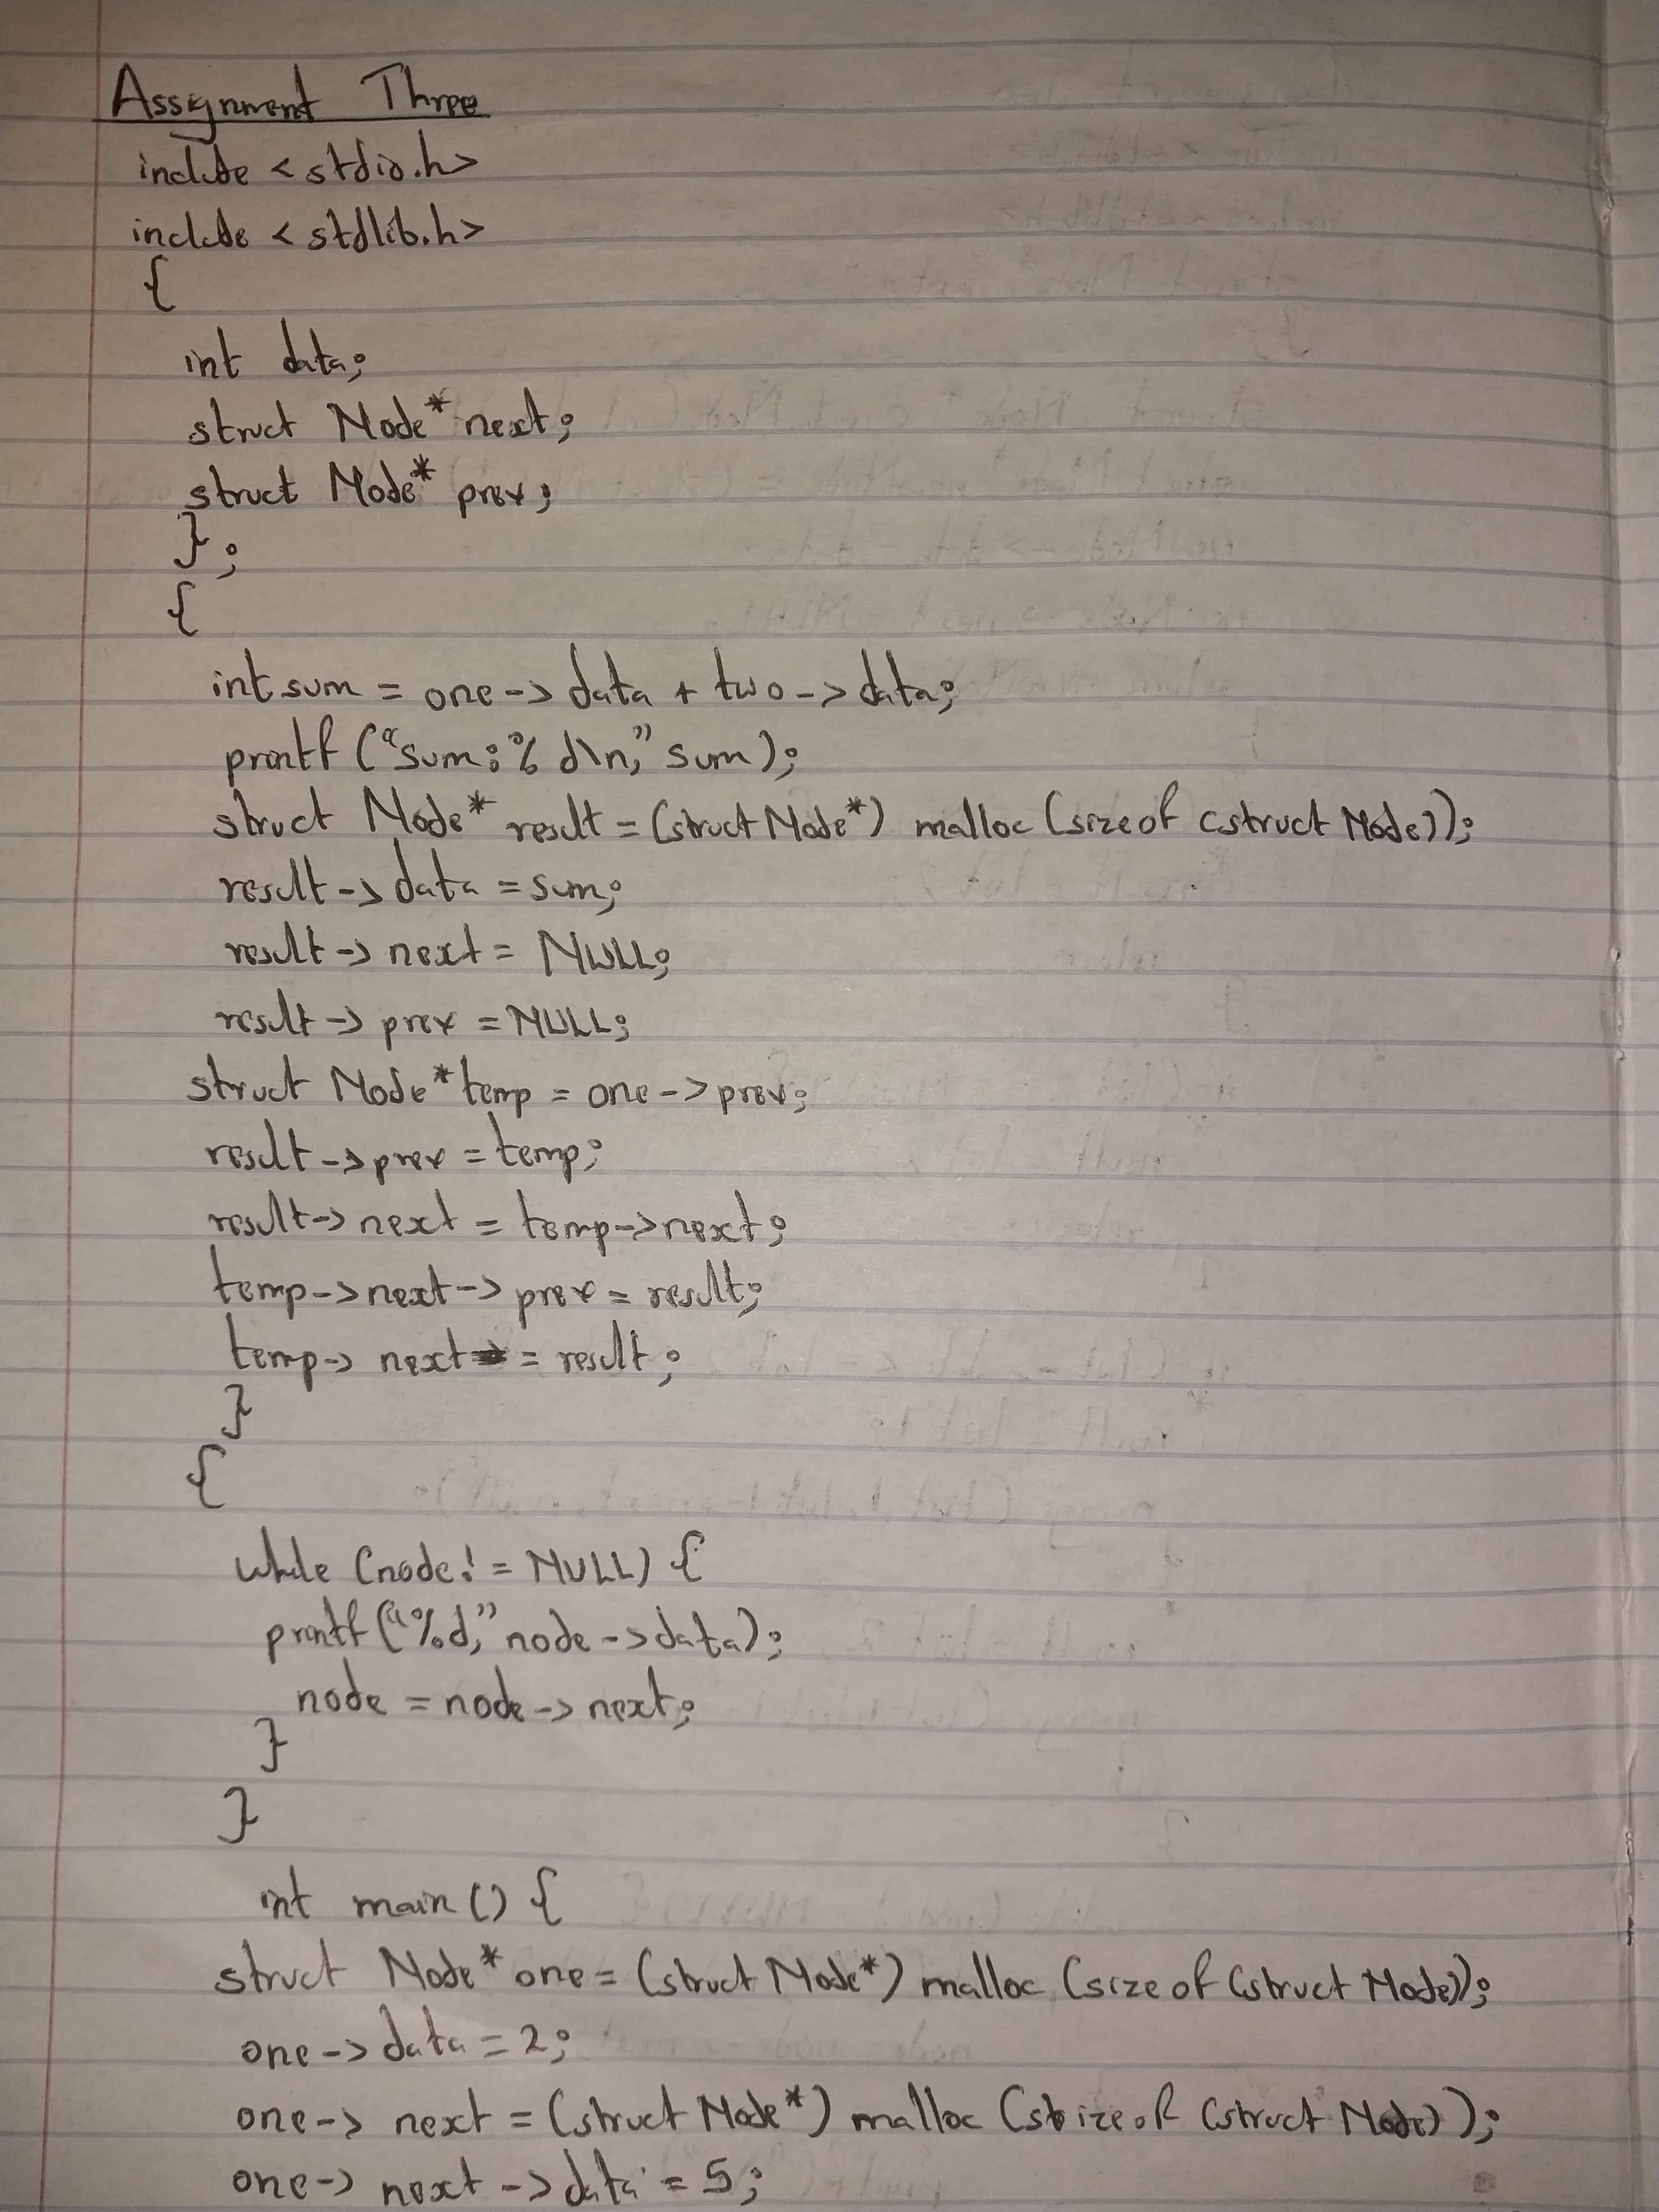 Assignment Three
include <stdio.h>
include <stdlib.h>
{
int data;
struct Node* next;
struct Node* prev;
};
{
int sum = one -> data + two -> data;
printf ("sum: % d\n," sum);
struct Node* result = (struct Node*) malloc (sizeof (struct Node));
result -> data = sum;
result -> next = NULL;
result -> prev = NULL;
struct Node* temp = one -> prev;
result -> prev = temp;
result -> next = temp -> next;
temp -> next -> prev = result;
temp -> next = result;
}
{
while (node! = NULL) {
printf ("%d," node -> data);
node = node -> next;
}
}
int main () {
struct Node* one = (struct Node*) malloc (size of (struct Node));
one -> data = 2;
one -> next = (struct Node*) malloc (size of (struct Node));
one -> next -> data = 5;